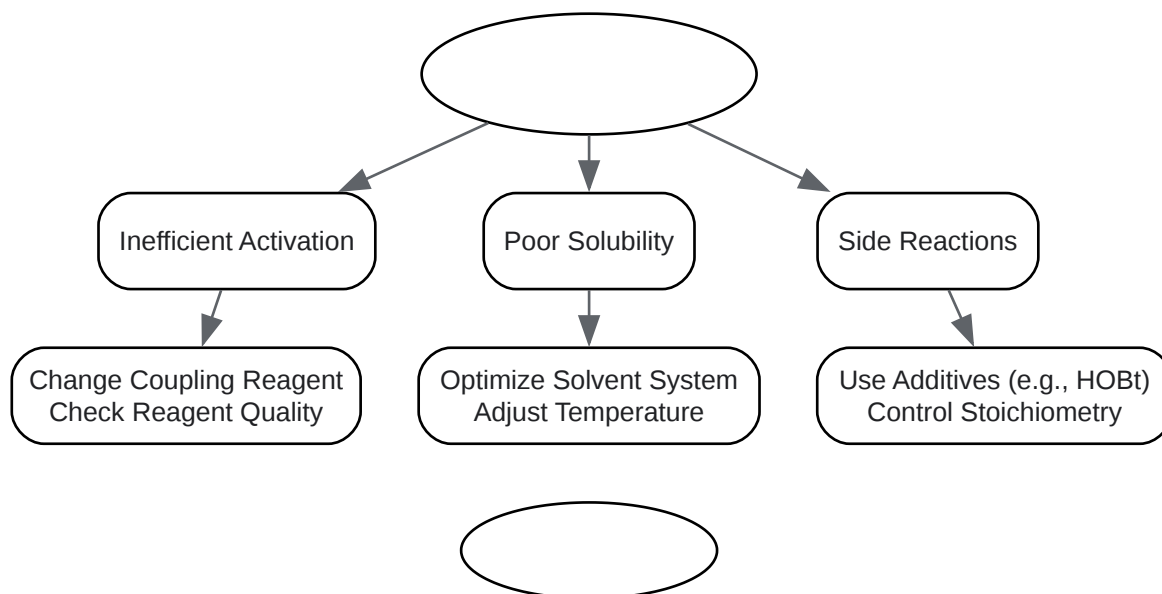 Inefficient Activation
Poor Solubility
Side Reactions
Change Coupling Reagent
Check Reagent Quality
Optimize Solvent System
Adjust Temperature
Use Additives (e.g., HOBt)
Control Stoichiometry